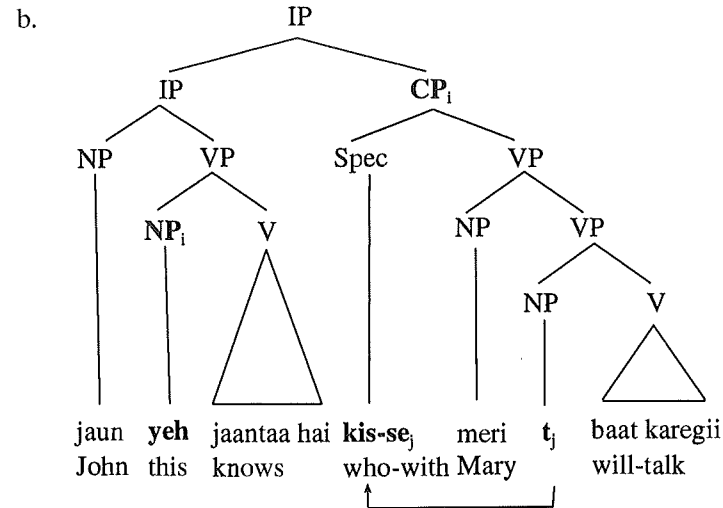 b.
IP
IP CPi
NP VP Spec VP
NPi V NP VP
NP V
jaun yeh jaantaa hai kis-sej meri tj baat karegii
John this knows who-with Mary will-talk